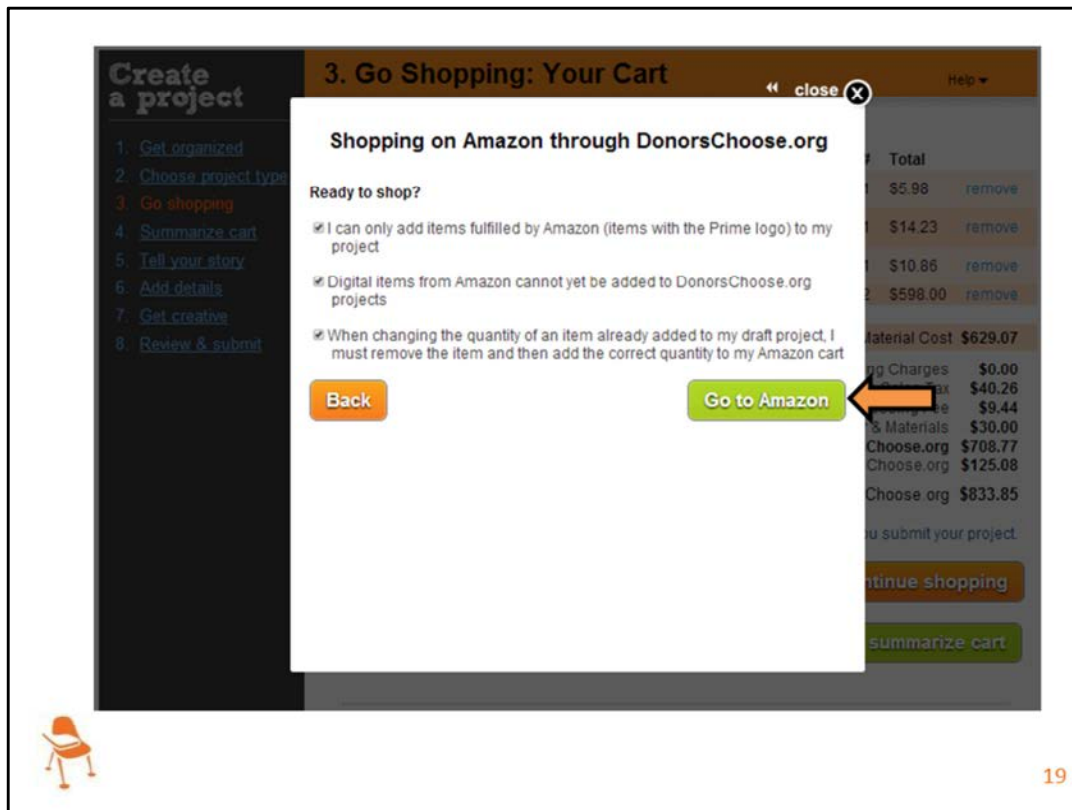 Create
a project
1. Get organized
2. Choose project type
3. Go shopping
4. Summarize cart
5. Tell your story
6. Add details
7. Get creative
8. Review & submit
3. Go Shopping: Your Cart
Help
close
Shopping on Amazon through DonorsChoose.org
Ready to shop?
I can only add items fulfilled by Amazon (items with the Prime logo) to my
project
Digital items from Amazon cannot yet be added to DonorsChoose.org
projects
When changing the quantity of an item already added to my draft project, I
must remove the item and then add the correct quantity to my Amazon cart
Back
Go to Amazon
Total
$5.98 remove
$14.23 remove
$10.86 remove
2 $598.00 remove
Material Cost $629.07
Charges $0.00
Tax $40.26
$9.44
& Materials $30.00
Choose.org $708.77
Choose.org $125.08
Choose.org $833.85
submit your project.
shopping
summarize cart
19